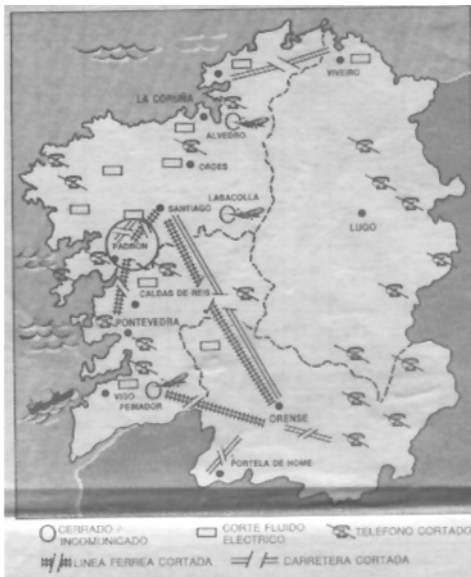 VIVEIRO
LA CORUÑA
ALVEDRO
ORDES
SANTIAGO
LABACOLLA
LUGO
PADRON
CALDAS DE REIS
PONTEVEDRA
VIGO
PEINADOR
ORENSE
PORTELA DE HOME
CERRADO /
INCOMUNICADO
CORTE FLUIDO
ELECTRICO
TELEFONO CORTADO
LINEA FERREA CORTADA
CARRETERA CORTADA